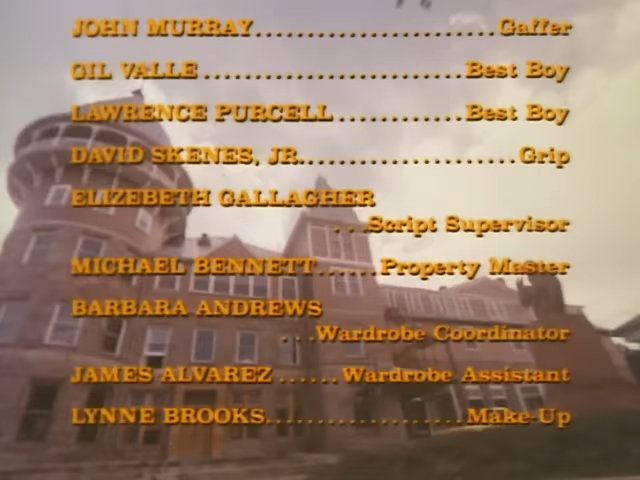 JOHN MURRAY........................Gaffer
GIL VALLE.........................Best Boy
LAWRENCE PURCELL............Best Boy
DAVID SKENES, JR.....................Grip
ELIZEBETH GALLAGHER
...Script Supervisor
MICHAEL BENNETT......Property Master
BARBARA ANDREWS
...Wardrobe Coordinator
JAMES ALVAREZ......Wardrobe Assistant
LYNNE BROOKS...................Make-Up